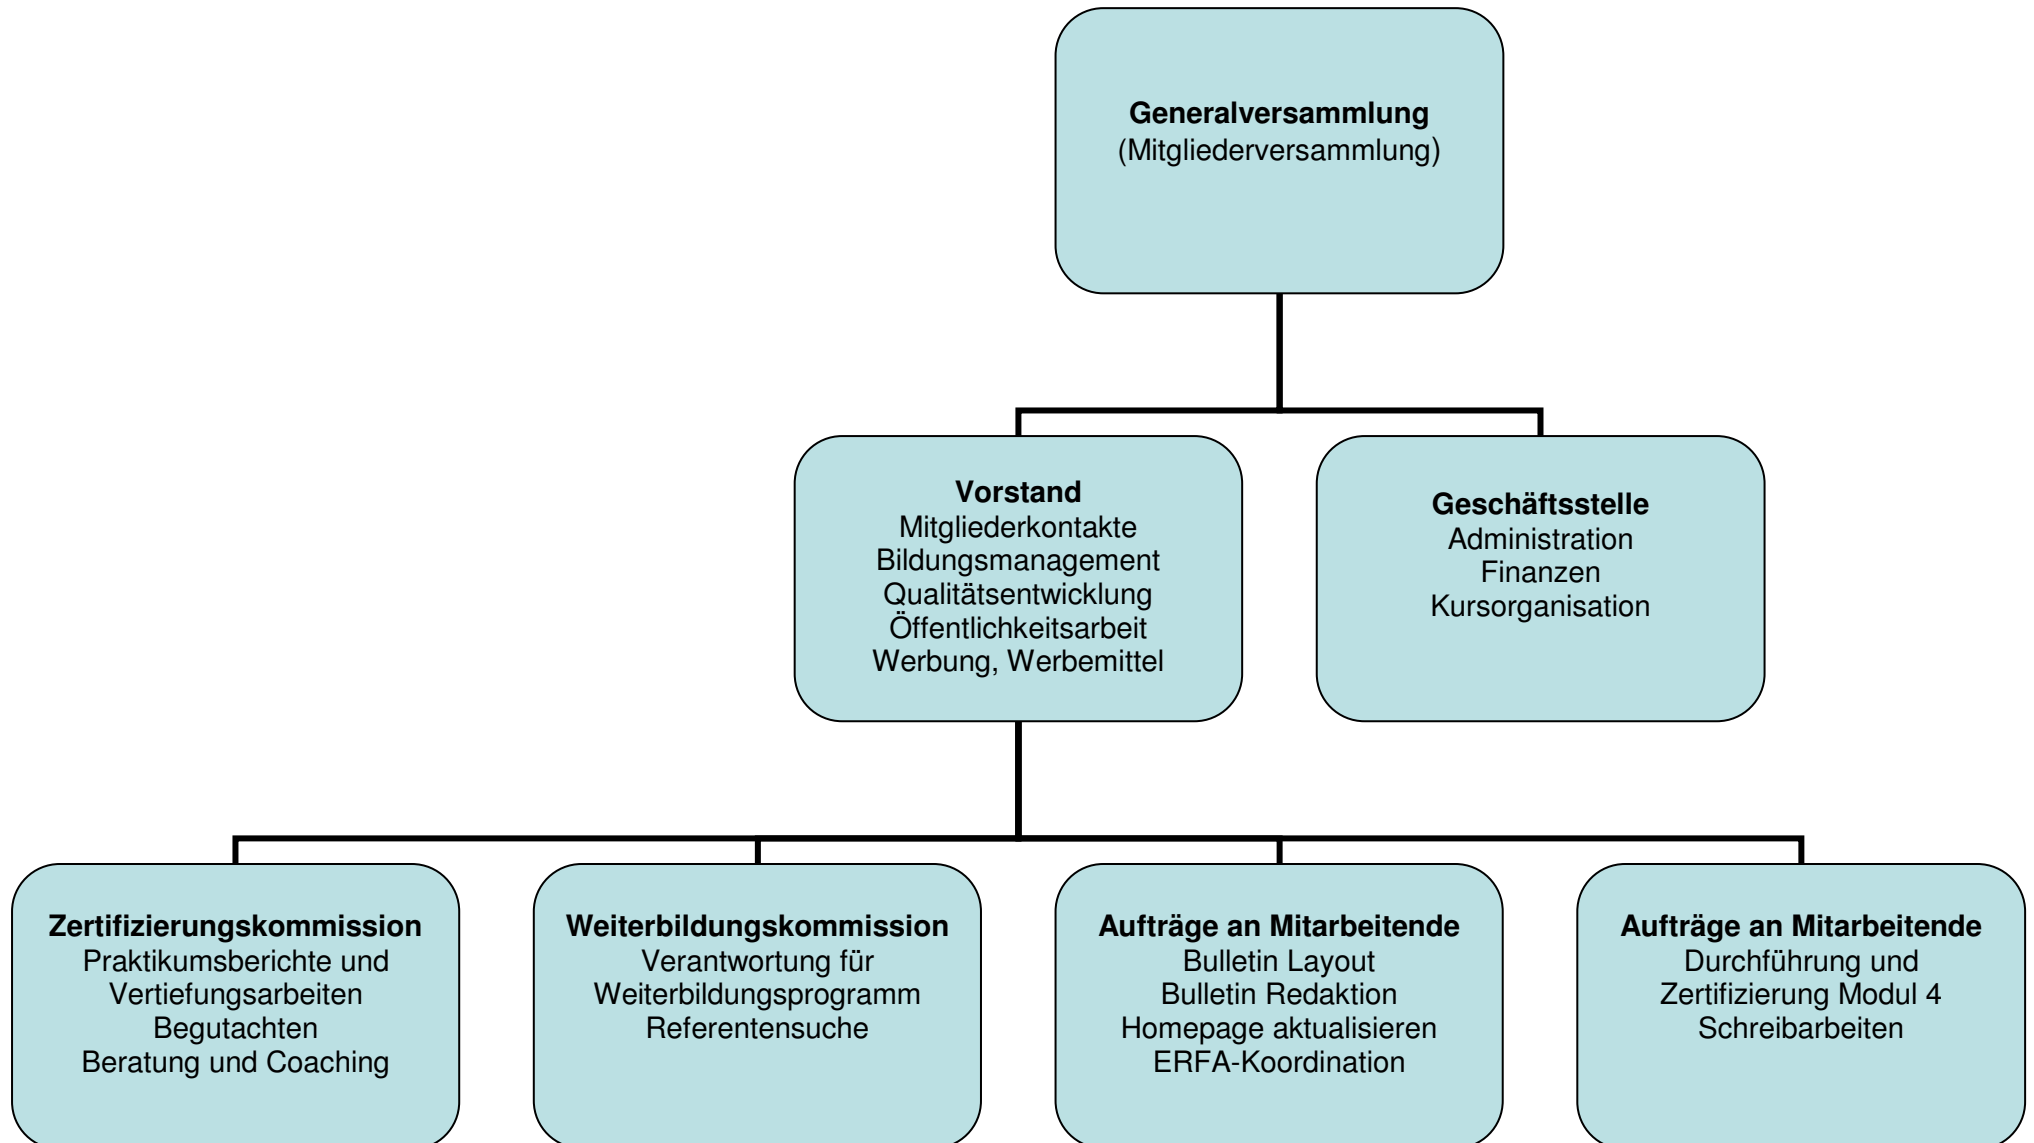 Generalversammlung
(Mitgliederversammlung)
Vorstand
Mitgliederkontakte
Bildungsmanagement
Qualitätsentwicklung
Öffentlichkeitsarbeit
Werbung, Werbemittel
Geschäftsstelle
Administration
Finanzen
Kursorganisation
Zertifizierungskommission
Praktikumsberichte und
Vertiefungsarbeiten
Begutachten
Beratung und Coaching
Weiterbildungskommission
Verantwortung für
Weiterbildungsprogramm
Referentensuche
Aufträge an Mitarbeitende
Bulletin Layout
Bulletin Redaktion
Homepage aktualisieren
ERFA-Koordination
Aufträge an Mitarbeitende
Durchführung und
Zertifizierung Modul 4
Schreibarbeiten